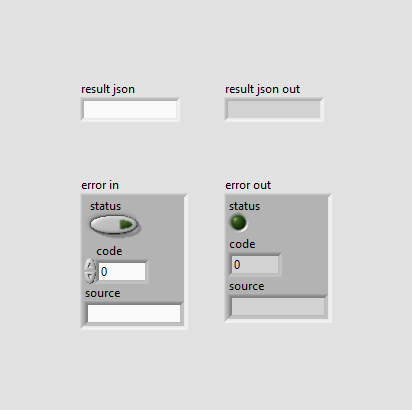 result json
result json out
error in
error out
status
status
code
code
0
0
source
source